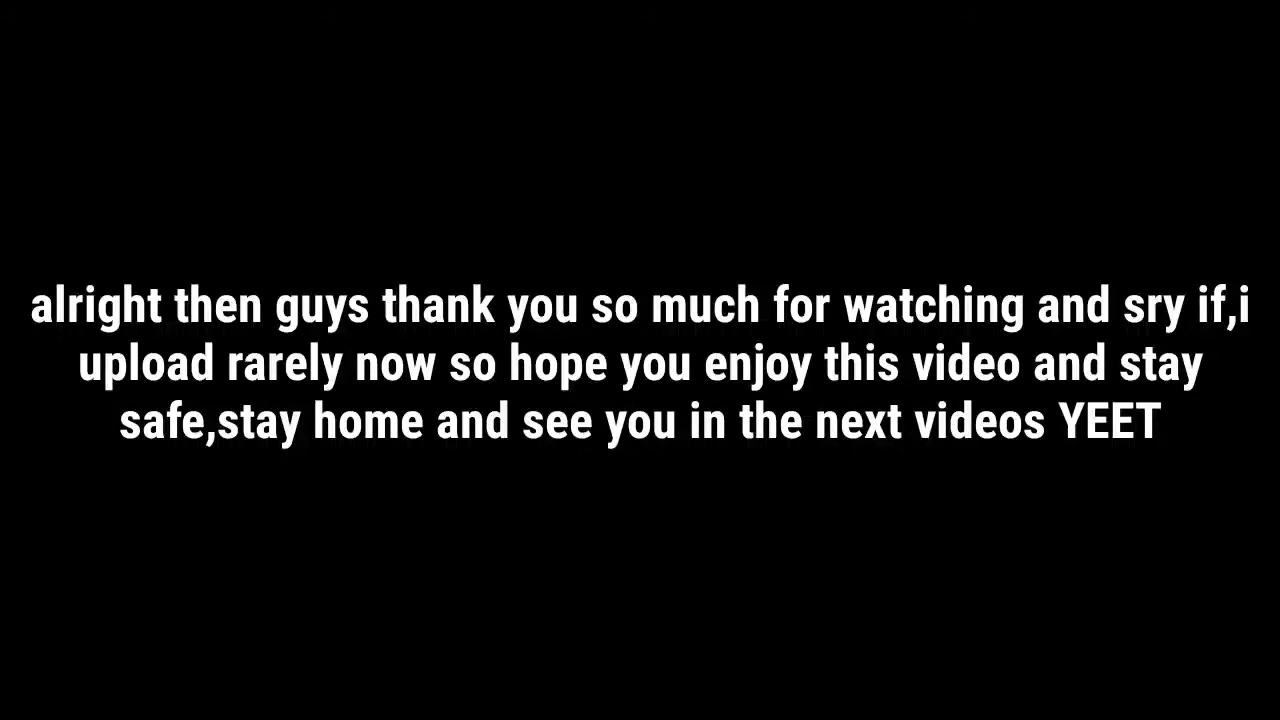 alright then guys thank you so much for watching and sry if,i
upload rarely now so hope you enjoy this video and stay
safe,stay home and see you in the next videos YEET